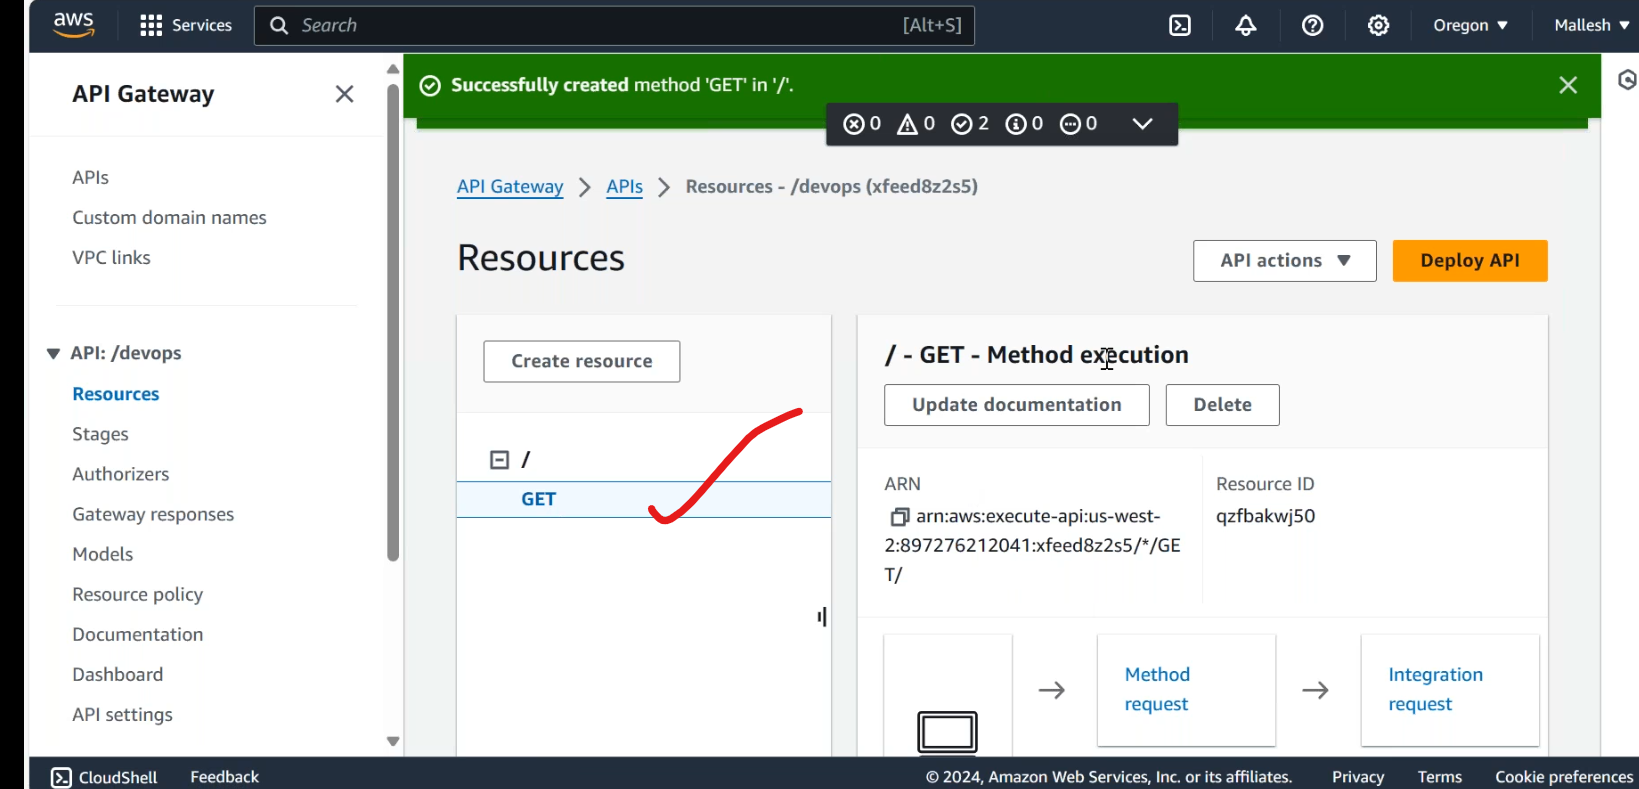 aws
Services
Search
[Alt+S]
Oregon
Mallesh
API Gateway
Successfully created method 'GET' in '/'.
0 0 2 0 0
APIs
Custom domain names
VPC links
API: /devops
Resources
Stages
Authorizers
Gateway responses
Models
Resource policy
Documentation
Dashboard
API settings
API Gateway
APIs
Resources - /devops (xfeed8z2s5)
Resources
API actions
Deploy API
Create resource
/
GET
/ - GET - Method execution
Update documentation
Delete
ARN
arn:aws:execute-api:us-west-
2:897276212041:xfeed8z2s5/*/GE
T/
Resource ID
qzfbakwj50
Method
request
Integration
request
CloudShell
Feedback
© 2024, Amazon Web Services, Inc. or its affiliates.
Privacy
Terms
Cookie preferences